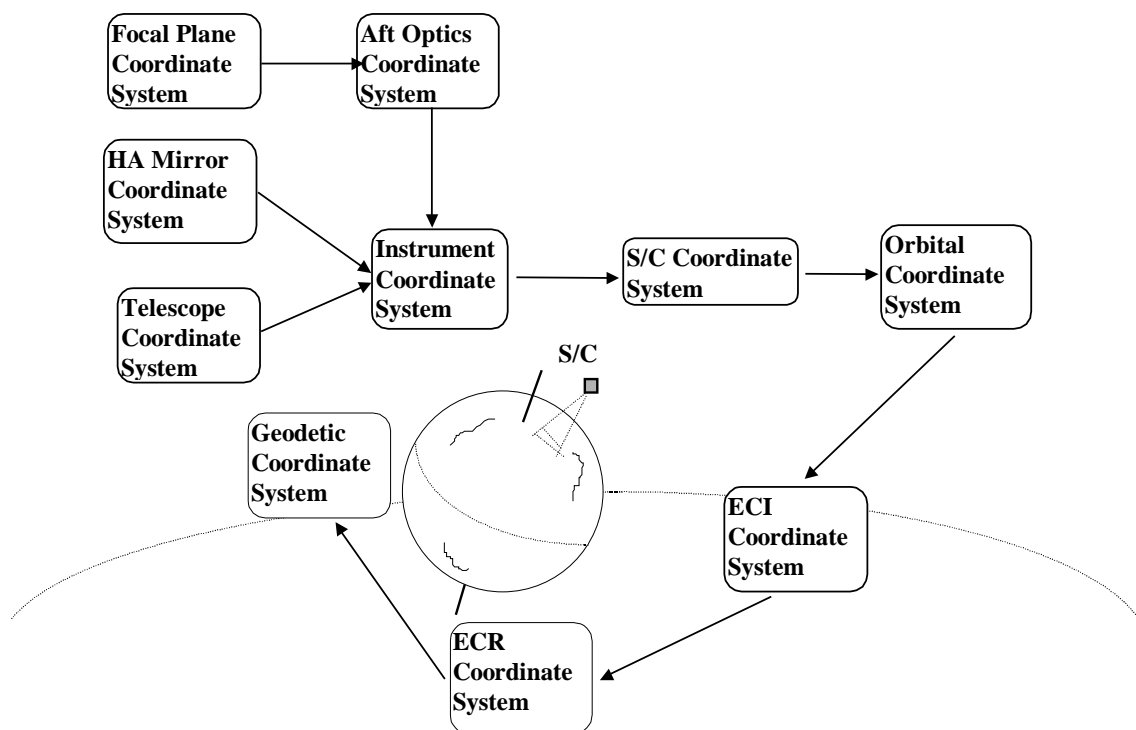 Focal Plane
Coordinate
System
Aft Optics
Coordinate
System
HA Mirror
Coordinate
System
Instrument
Coordinate
System
S/C Coordinate
System
Orbital
Coordinate
System
Telescope
Coordinate
System
S/C
Geodetic
Coordinate
System
ECI
Coordinate
System
ECR
Coordinate
System